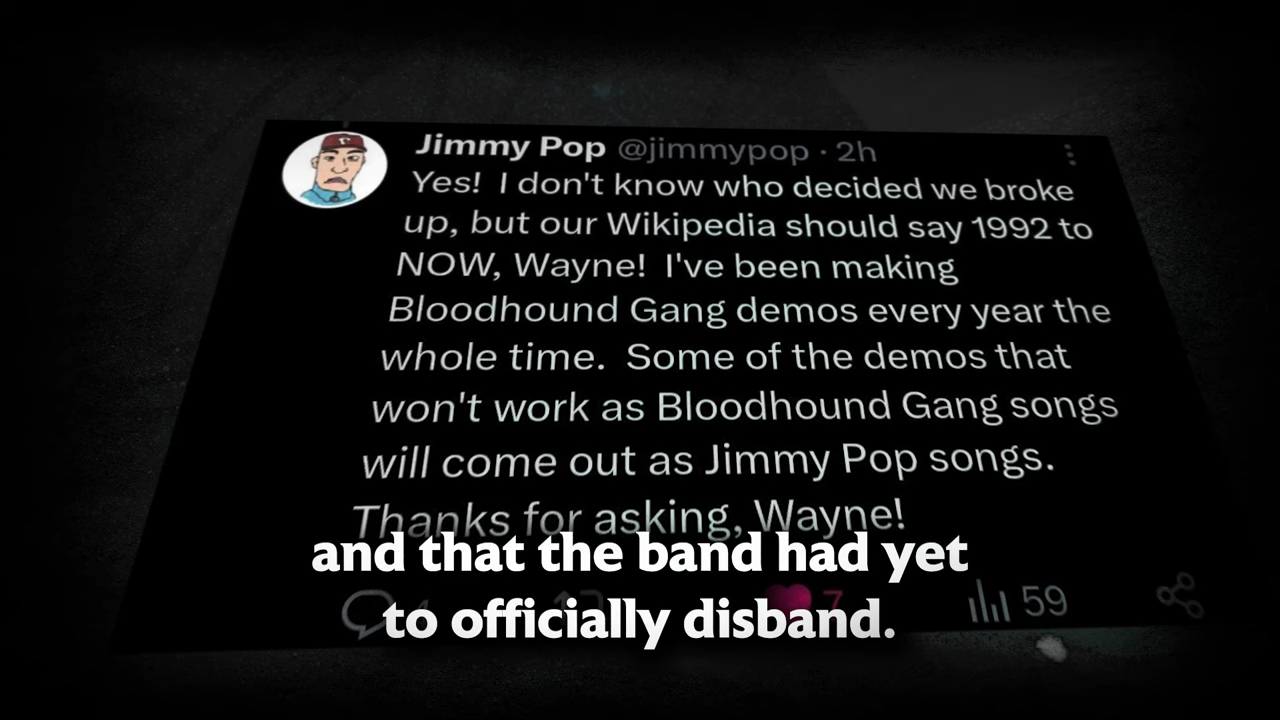 Jimmy Pop @jimmypop · 2h
Yes! I don't know who decided we broke
up, but our Wikipedia should say 1992 to
NOW, Wayne! I've been making
Bloodhound Gang demos every year the
whole time. Some of the demos that
won't work as Bloodhound Gang songs
will come out as Jimmy Pop songs.
Thanks for asking, Wayne!
and that the band had yet
to officially disband.
7 59